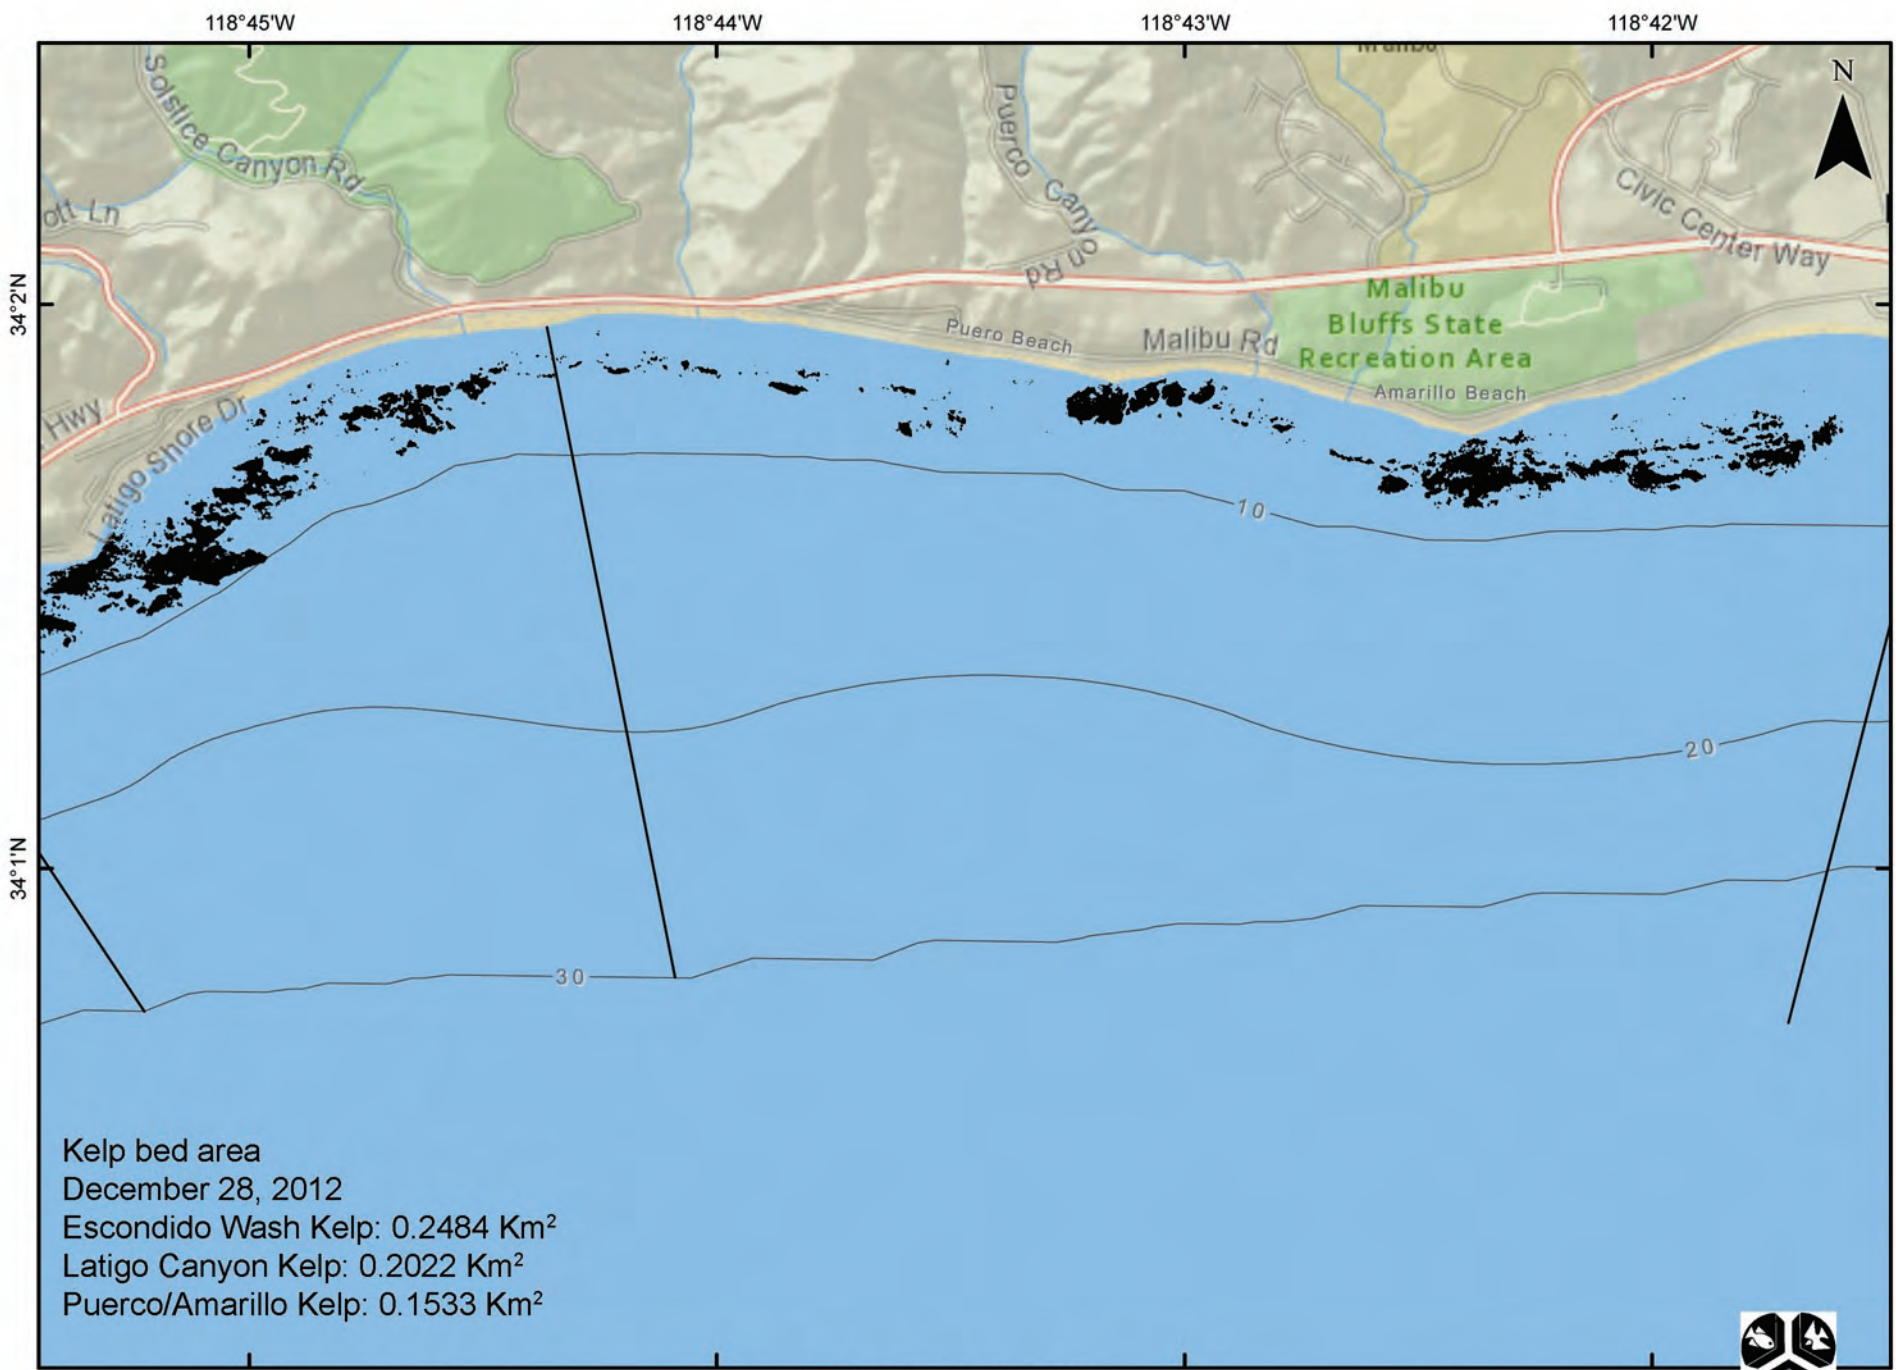 118°45'W
118°44'W
118°43'W
118°42'W
N
Solstice Canyon Rd
Puerco Canyon Rd
Civic Center Way
ott Ln
34°2'N
Malibu
Bluffs State
Recreation Area
Puero Beach
Malibu Rd
Amarillo Beach
Hwy
Latigo Shore Dr
10
20
34°1'N
30
Kelp bed area
December 28, 2012
Escondido Wash Kelp: 0.2484 Km²
Latigo Canyon Kelp: 0.2022 Km²
Puerco/Amarillo Kelp: 0.1533 Km²